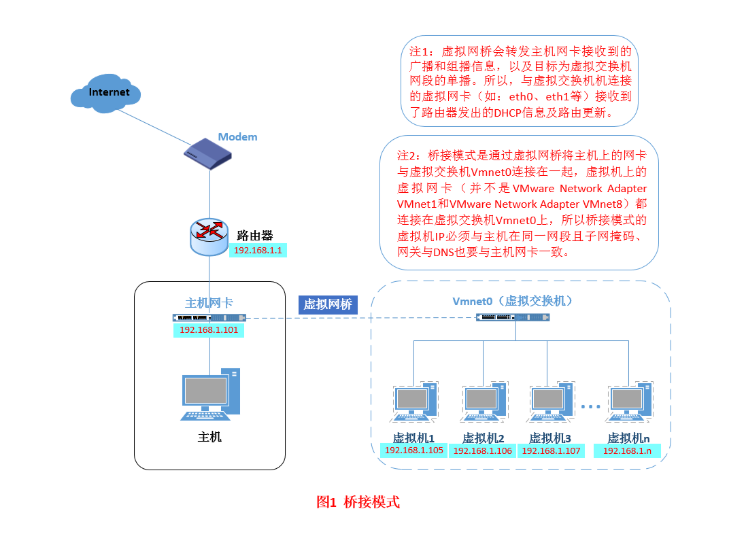 注1：虚拟网桥会转发主机网卡接收到的
广播和组播信息，以及目标为虚拟交换机
网段的单播。所以，与虚拟交换机机连接
的虚拟网卡（如：eth0、eth1等）接收到
了路由器发出的DHCP信息及路由更新。
Internet
Modem
注2：桥接模式是通过虚拟网桥将主机上的网卡
与虚拟交换机Vmnet0连接在一起，虚拟机上的
虚拟网卡（并不是VMware Network Adapter
VMnet1和VMware Network Adapter VMnet8）都
连接在虚拟交换机Vmnet0上，所以桥接模式的
虚拟机IP必须与主机在同一网段且子网掩码、
网关与DNS也要与主机网卡一致。
路由器
192.168.1.1
主机网卡
192.168.1.101
虚拟网桥
Vmnet0（虚拟交换机）
主机
虚拟机1
192.168.1.105
虚拟机2
192.168.1.106
虚拟机3
192.168.1.107
...
虚拟机n
192.168.1.n
图1 桥接模式